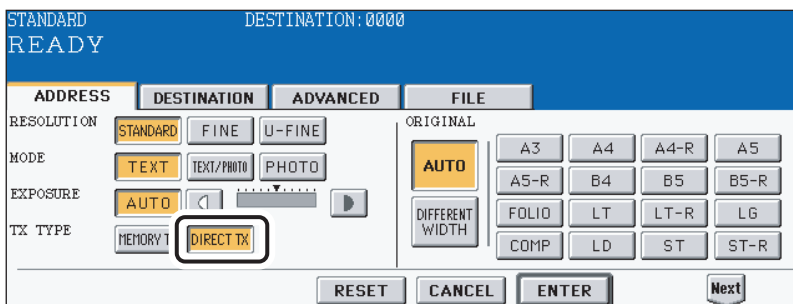 STANDARD DESTINATION:0000
READY
ADDRESS DESTINATION ADVANCED FILE
RESOLUTION STANDARD FINE U-FINE
MODE TEXT TEXT/PHOTO PHOTO
EXPOSURE AUTO
TX TYPE MEMORY T DIRECT TX
ORIGINAL
AUTO
DIFFERENT
WIDTH
A3 A4 A4-R A5
A5-R B4 B5 B5-R
FOLIO LT LT-R LG
COMP LD ST ST-R
RESET CANCEL ENTER Next